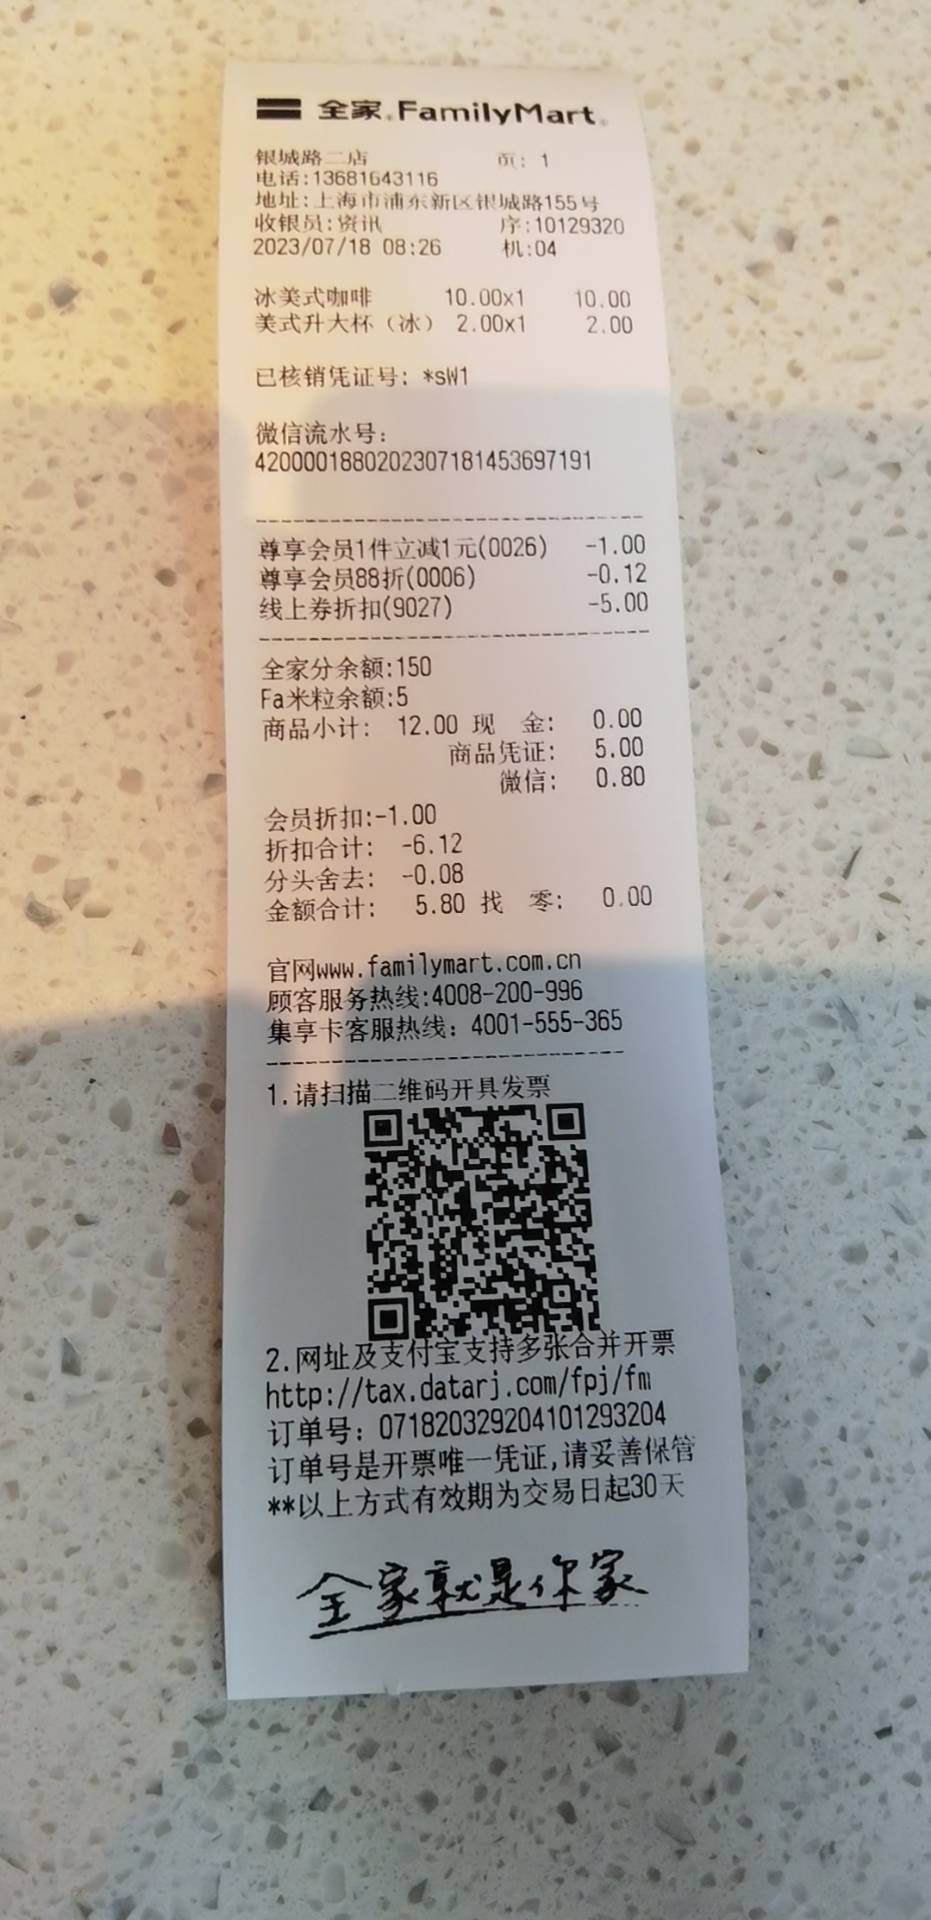 全家 FamilyMart
银城路二店 页: 1
电话:13681643116
地址:上海市浦东新区银城路155号
收银员:资讯 序:10129320
2023/07/18 08:26 机:04
冰美式咖啡 10.00x1 10.00
美式升大杯（冰） 2.00x1 2.00
已核销凭证号: *sW1
微信流水号:
4200001880202307181453697191
尊享会员1件立减1元(0026) -1.00
尊享会员88折(0006) -0.12
线上券折扣(9027) -5.00
全家分余额:150
Fa米粒余额:5
商品小计: 12.00 现 金: 0.00
商品凭证: 5.00
微信: 0.80
会员折扣:-1.00
折扣合计: -6.12
分头舍去: -0.08
金额合计: 5.80 找 零: 0.00
官网www.familymart.com.cn
顾客服务热线:4008-200-996
集享卡客服热线: 4001-555-365
1.请扫描二维码开具发票
2.网址及支付宝支持多张合并开票
http://tax.datarj.com/fpj/fm
订单号: 071820329204101293204
订单号是开票唯一凭证,请妥善保管
**以上方式有效期为交易日起30天
全家就是你家